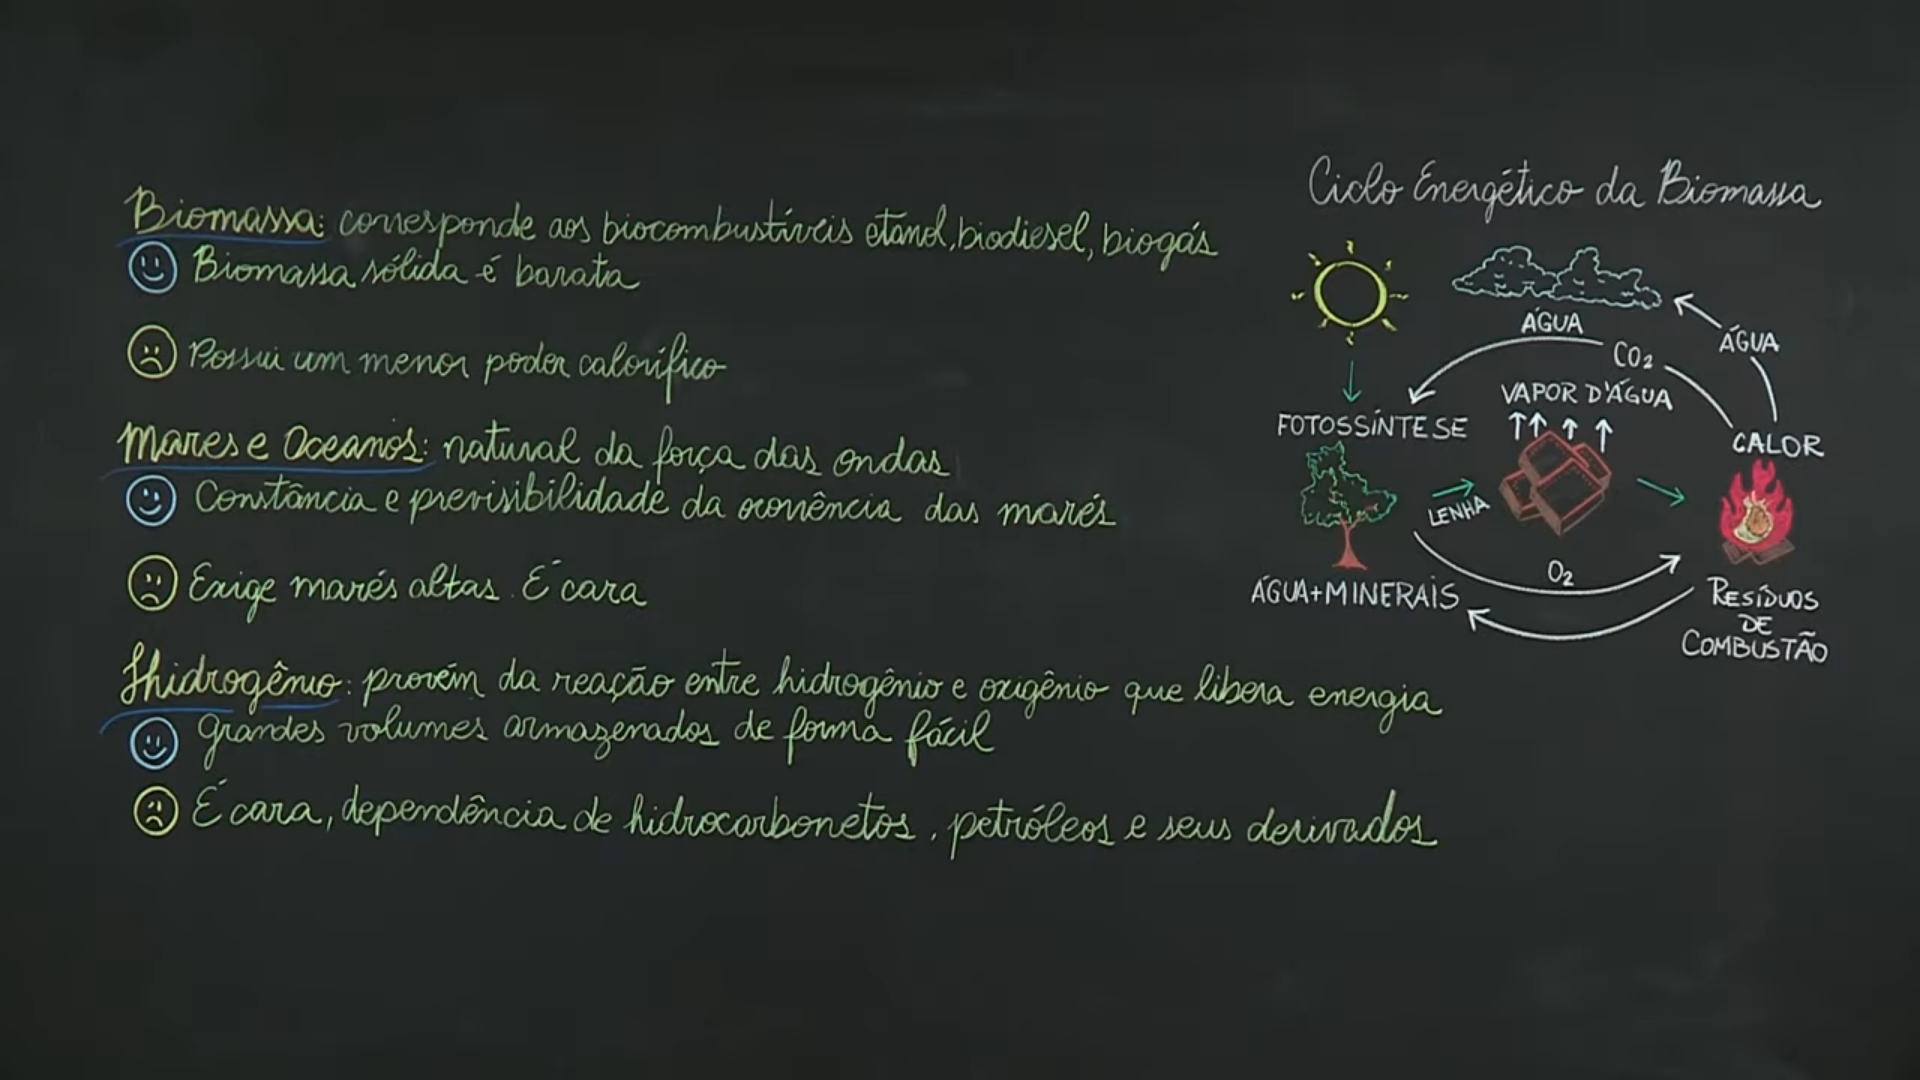 Biomassa: corresponde aos biocombustíveis etanol, biodiesel, biogás
Biomassa sólida é barata
Possui um menor poder calorífico
Mares e Oceanos: natural da força das ondas
Constância e previsibilidade da ocorrência das marés
Exige marés altas. É cara
Hidrogênio: provém da reação entre hidrogênio e oxigênio que libera energia
grandes volumes armazenados de forma fácil
É cara, dependência de hidrocarbonetos, petróleos e seus derivados
Ciclo Energético da Biomassa
ÁGUA
ÁGUA
CO2
VAPOR D'ÁGUA
FOTOSSÍNTESE
CALOR
LENHA
O2
ÁGUA+MINERAIS
RESÍDUOS
DE
COMBUSTÃO